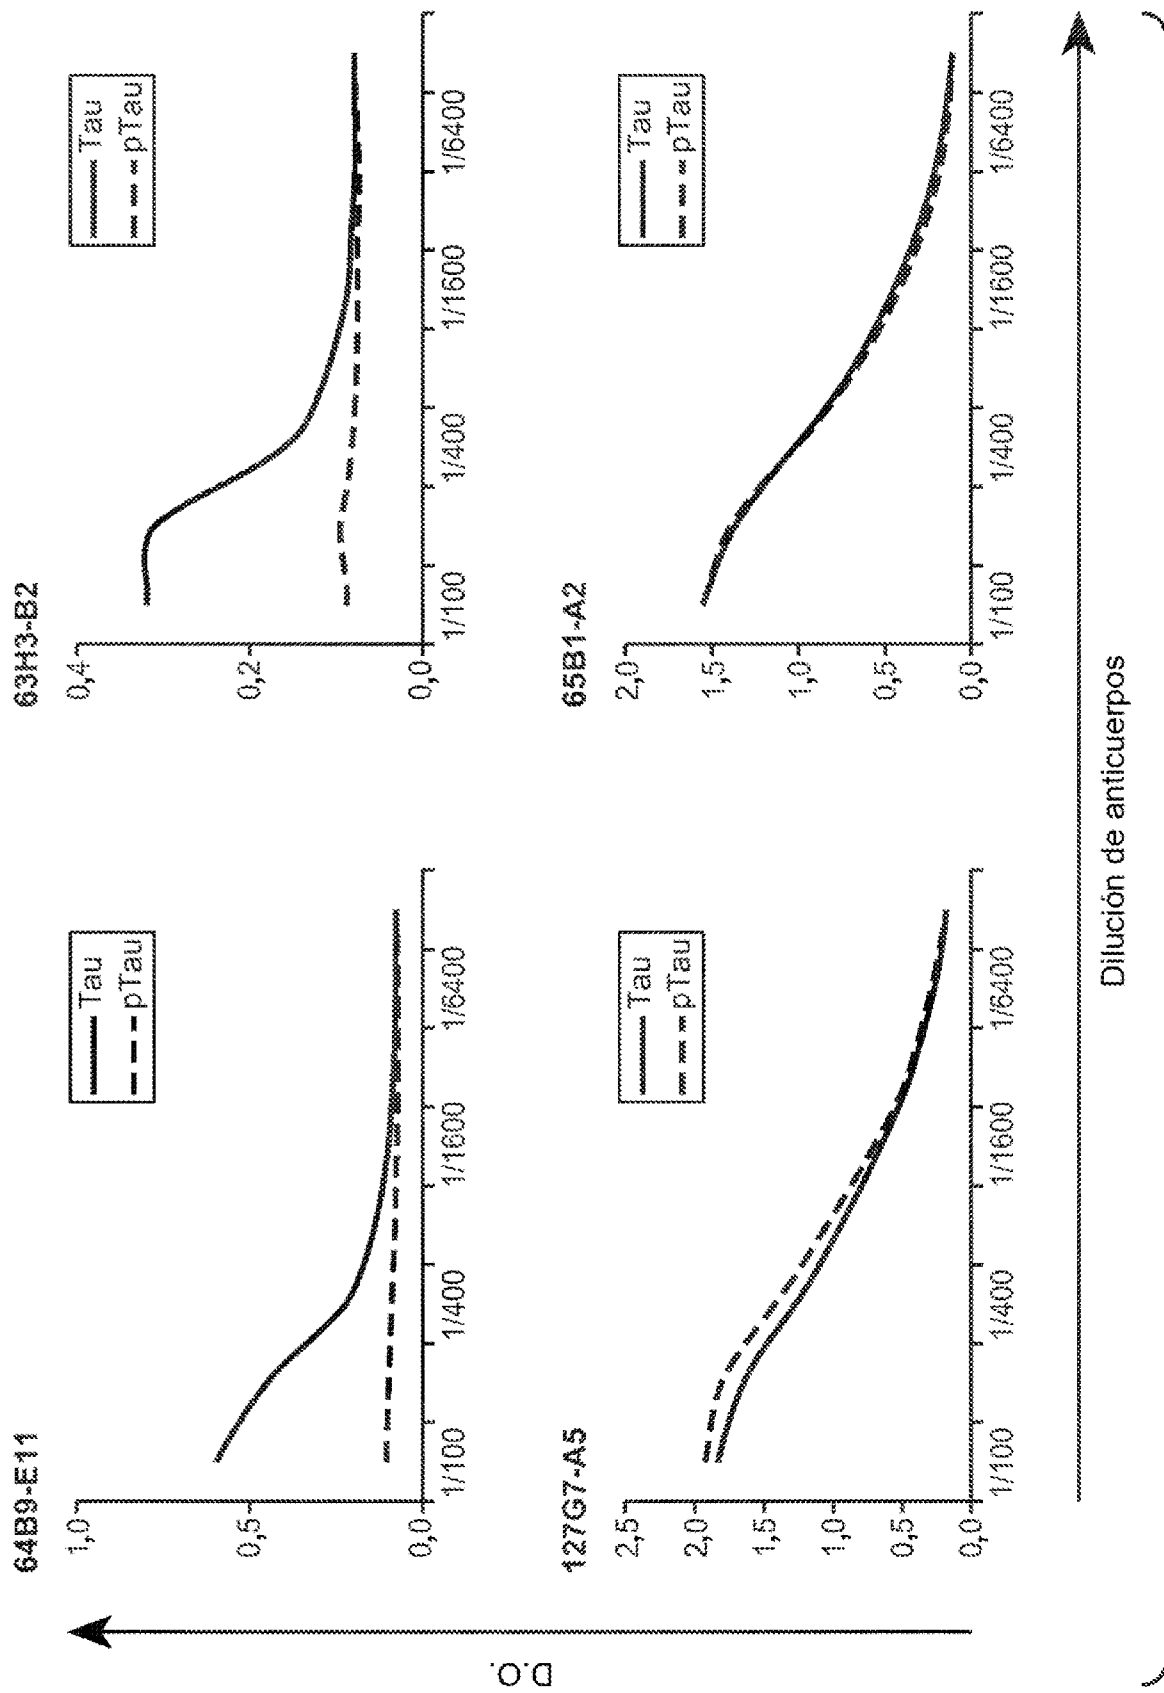 64B9-E11
1,0
0,5
0,0
Tau
pTau
1/100
1/400
1/1600
1/6400
63H3-B2
0,4
0,2
0,0
Tau
pTau
1/100
1/400
1/1600
1/6400
127G7-A5
2,5
2,0
1,5
1,0
0,5
0,0
Tau
pTau
1/100
1/400
1/1600
1/6400
65B1-A2
2,0
1,5
1,0
0,5
0,0
Tau
pTau
1/100
1/400
1/1600
1/6400
D.O.
Dilución de anticuerpos